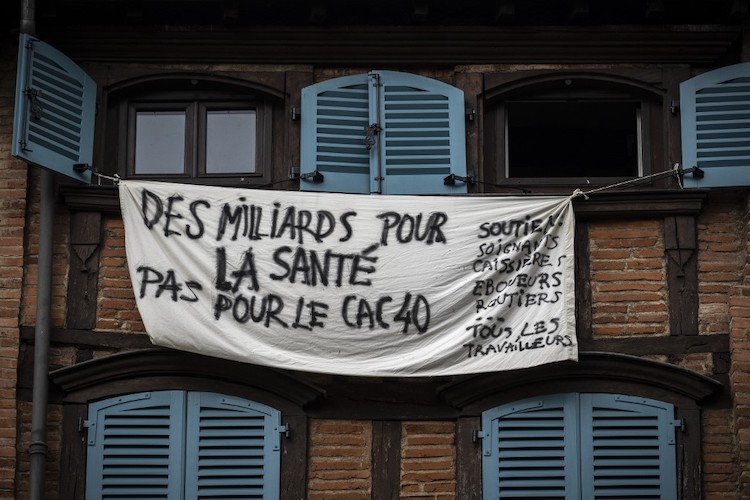 DES MILLIARDS POUR
LA SANTÉ
PAS POUR LE CAC 40
SOUTIEN
SOIGNANTS
CAISSIÈRES
EBOUEURS
ROUTIERS
...
TOUS LES
TRAVAILLEURS